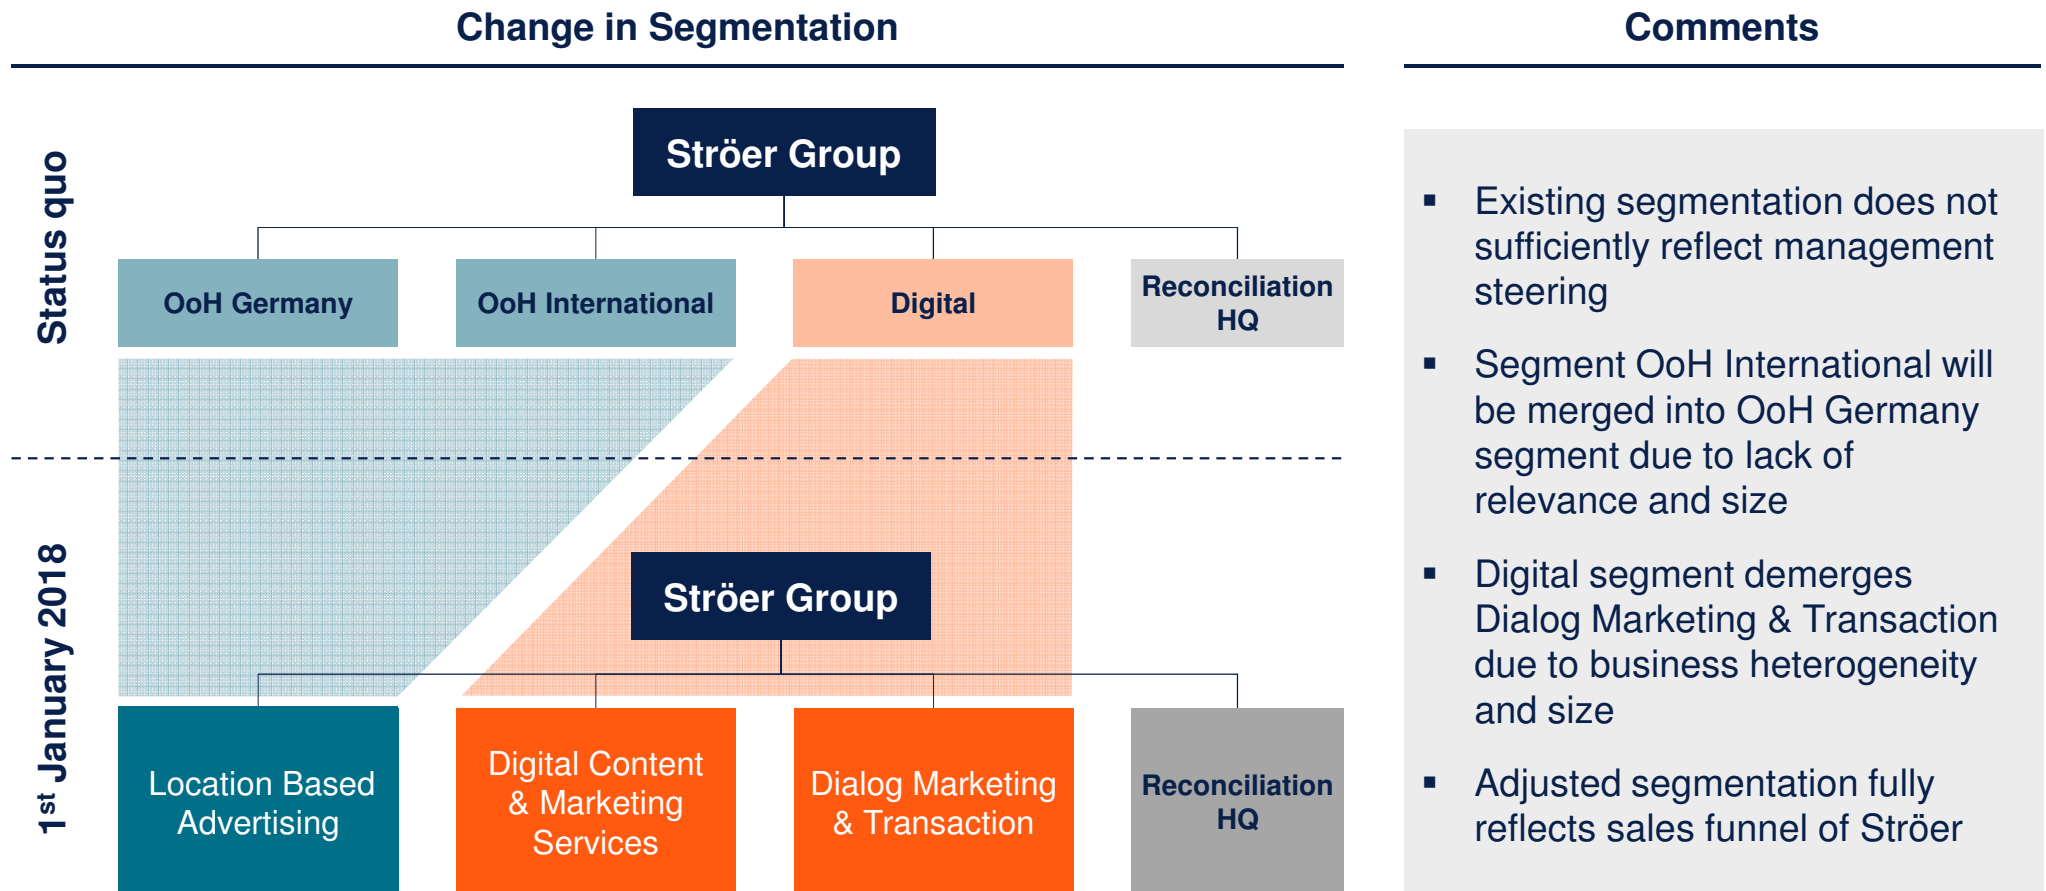 Change in Segmentation
Comments
Status quo
Ströer Group
OoH Germany
OoH International
Digital
Reconciliation
HQ
1st January 2018
Ströer Group
Location Based
Advertising
Digital Content
& Marketing
Services
Dialog Marketing
& Transaction
Reconciliation
HQ
▪ Existing segmentation does not
sufficiently reflect management
steering
▪ Segment OoH International will
be merged into OoH Germany
segment due to lack of
relevance and size
▪ Digital segment demerges
Dialog Marketing & Transaction
due to business heterogeneity
and size
▪ Adjusted segmentation fully
reflects sales funnel of Ströer